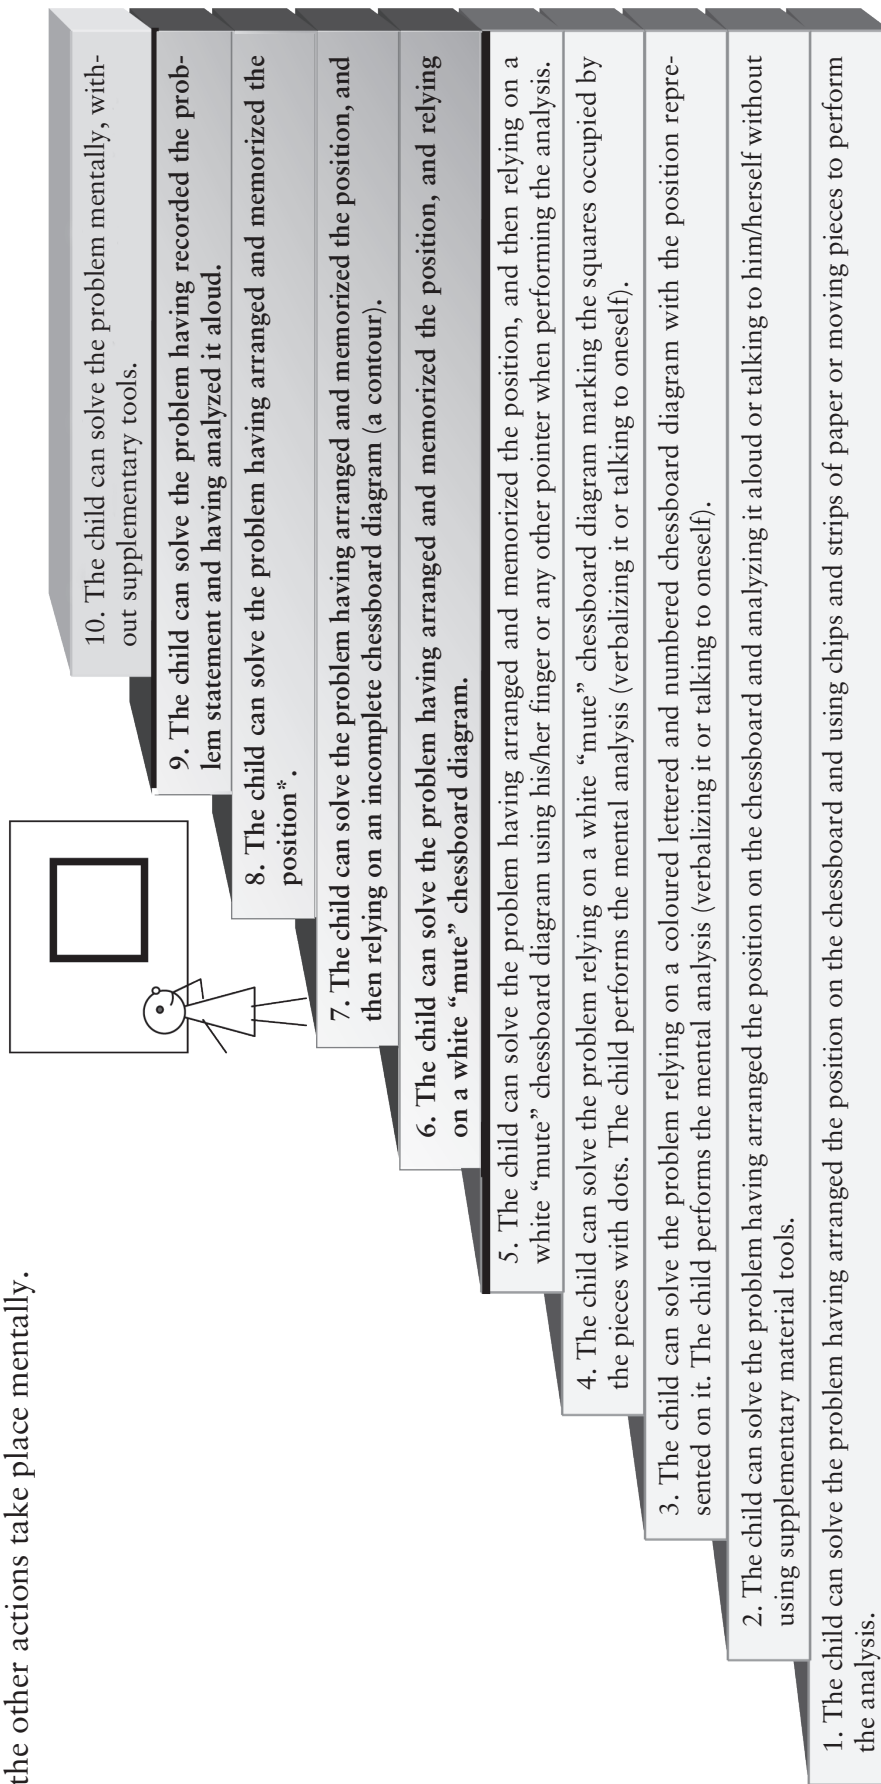 the other actions take place mentally.
10. The child can solve the problem mentally, with-
out supplementary tools.
9. The child can solve the problem having recorded the prob-
lem statement and having analyzed it aloud.
8. The child can solve the problem having arranged and memorized the
position*.
7. The child can solve the problem having arranged and memorized the position, and
then relying on an incomplete chessboard diagram (a contour).
6. The child can solve the problem having arranged and memorized the position, and relying
on a white “mute” chessboard diagram.
5. The child can solve the problem having arranged and memorized the position, and then relying on a
white “mute” chessboard diagram using his/her finger or any other pointer when performing the analysis.
4. The child can solve the problem relying on a white “mute” chessboard diagram marking the squares occupied by
the pieces with dots. The child performs the mental analysis (verbalizing it or talking to oneself).
3. The child can solve the problem relying on a coloured lettered and numbered chessboard diagram with the position repre-
sented on it. The child performs the mental analysis (verbalizing it or talking to oneself).
2. The child can solve the problem having arranged the position on the chessboard and analyzing it aloud or talking to him/herself without
using supplementary material tools.
1. The child can solve the problem having arranged the position on the chessboard and using chips and strips of paper or moving pieces to perform
the analysis.